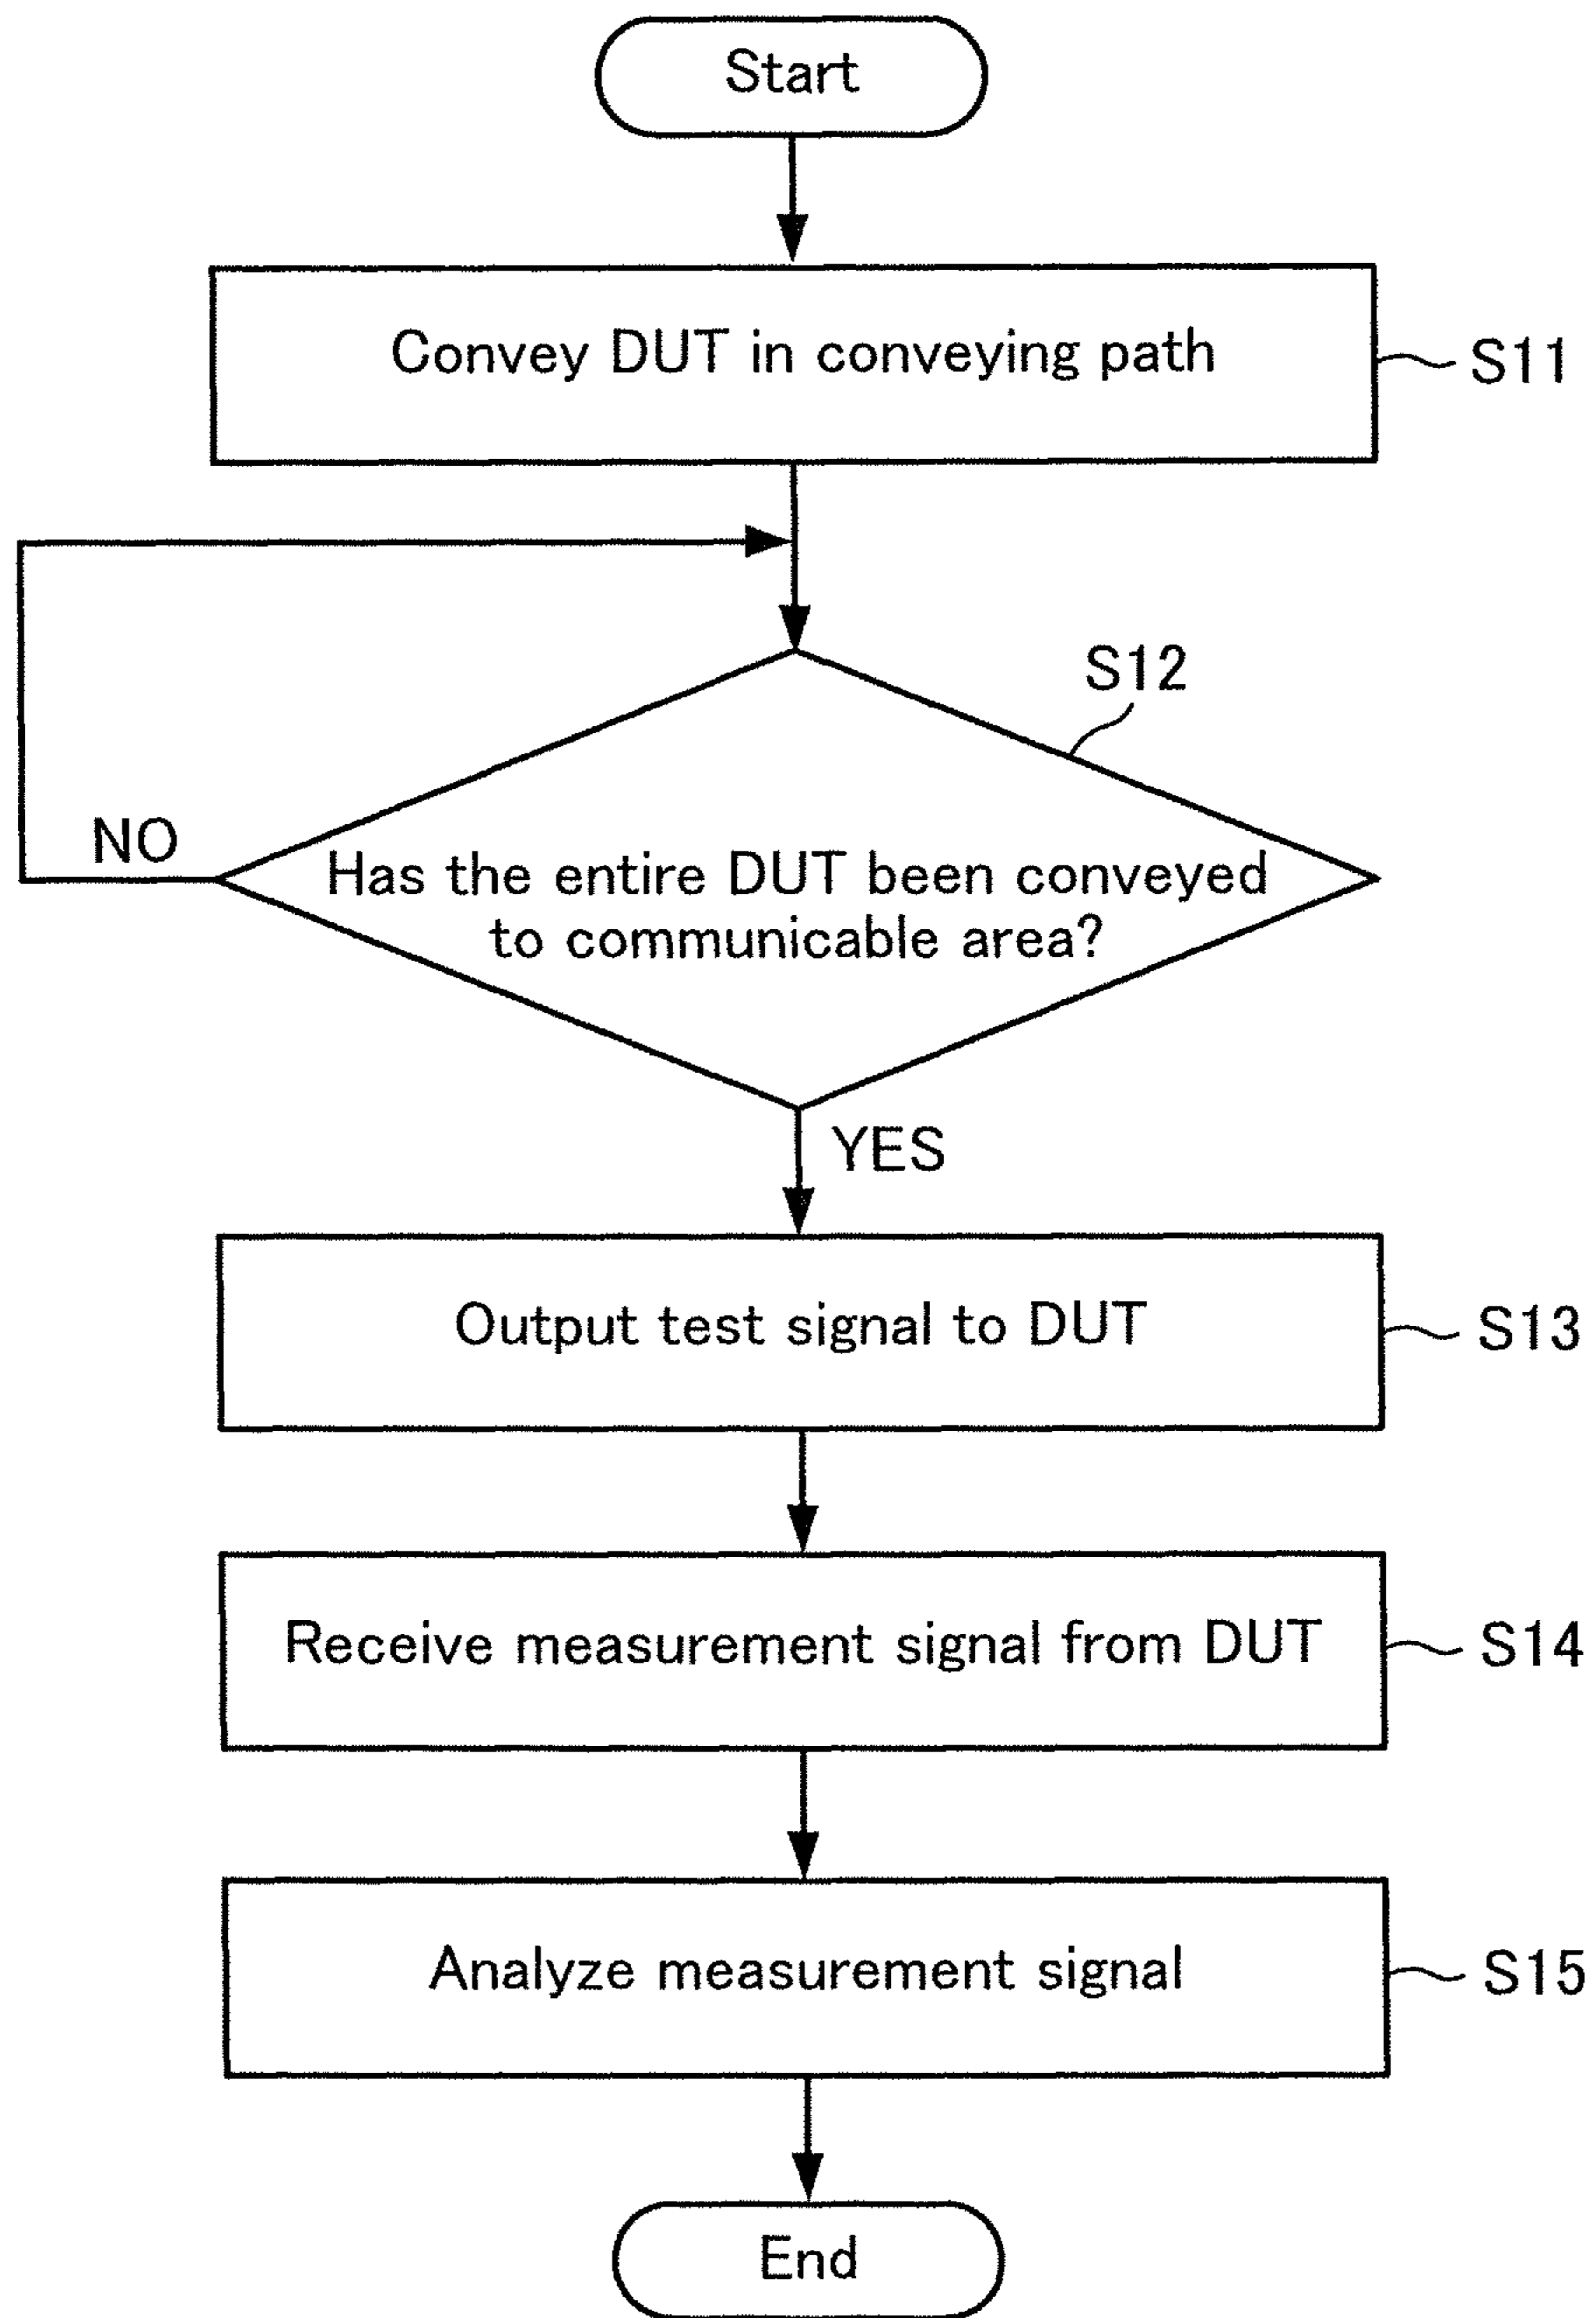 Start
Convey DUT in conveying path
S11
S12
NO
Has the entire DUT been conveyed
to communicable area?
YES
Output test signal to DUT
S13
Receive measurement signal from DUT
S14
Analyze measurement signal
S15
End